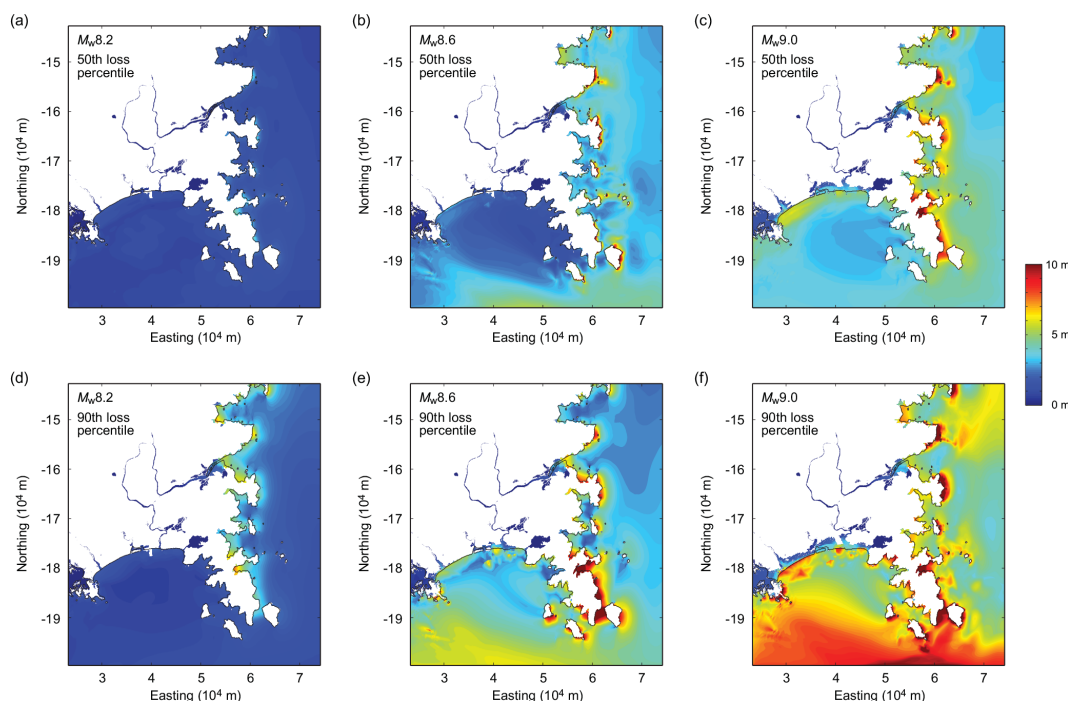 (a)
(b)
(c)
Mw8.2
50th loss
percentile
Mw8.6
50th loss
percentile
Mw9.0
50th loss
percentile
-15
-16
-17
-18
-19
Northing (10⁴ m)
3 4 5 6 7
Easting (10⁴ m)
-15
-16
-17
-18
-19
Northing (10⁴ m)
3 4 5 6 7
Easting (10⁴ m)
-15
-16
-17
-18
-19
Northing (10⁴ m)
3 4 5 6 7
Easting (10⁴ m)
10 m
5 m
0 m
(d)
(e)
(f)
Mw8.2
90th loss
percentile
Mw8.6
90th loss
percentile
Mw9.0
90th loss
percentile
-15
-16
-17
-18
-19
Northing (10⁴ m)
3 4 5 6 7
Easting (10⁴ m)
-15
-16
-17
-18
-19
Northing (10⁴ m)
3 4 5 6 7
Easting (10⁴ m)
-15
-16
-17
-18
-19
Northing (10⁴ m)
3 4 5 6 7
Easting (10⁴ m)